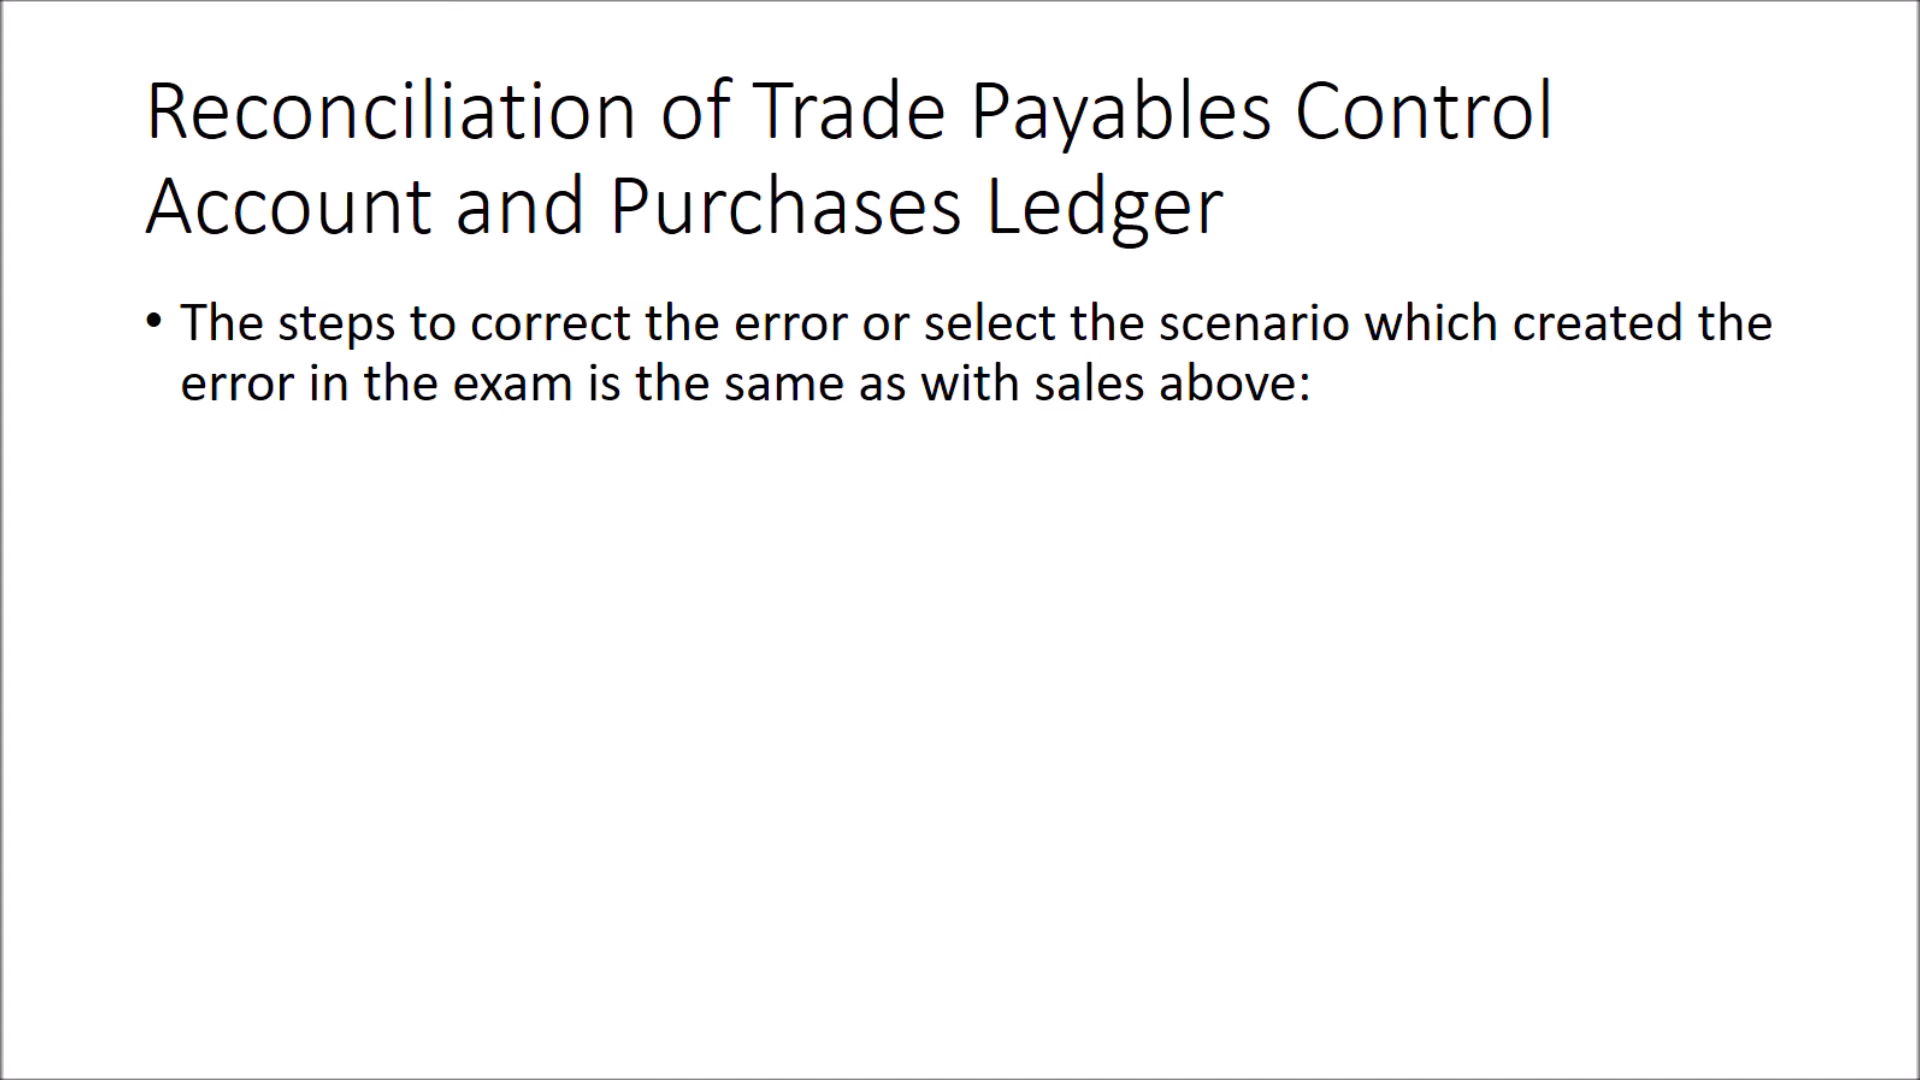 Reconciliation of Trade Payables Control
Account and Purchases Ledger
• The steps to correct the error or select the scenario which created the
error in the exam is the same as with sales above: